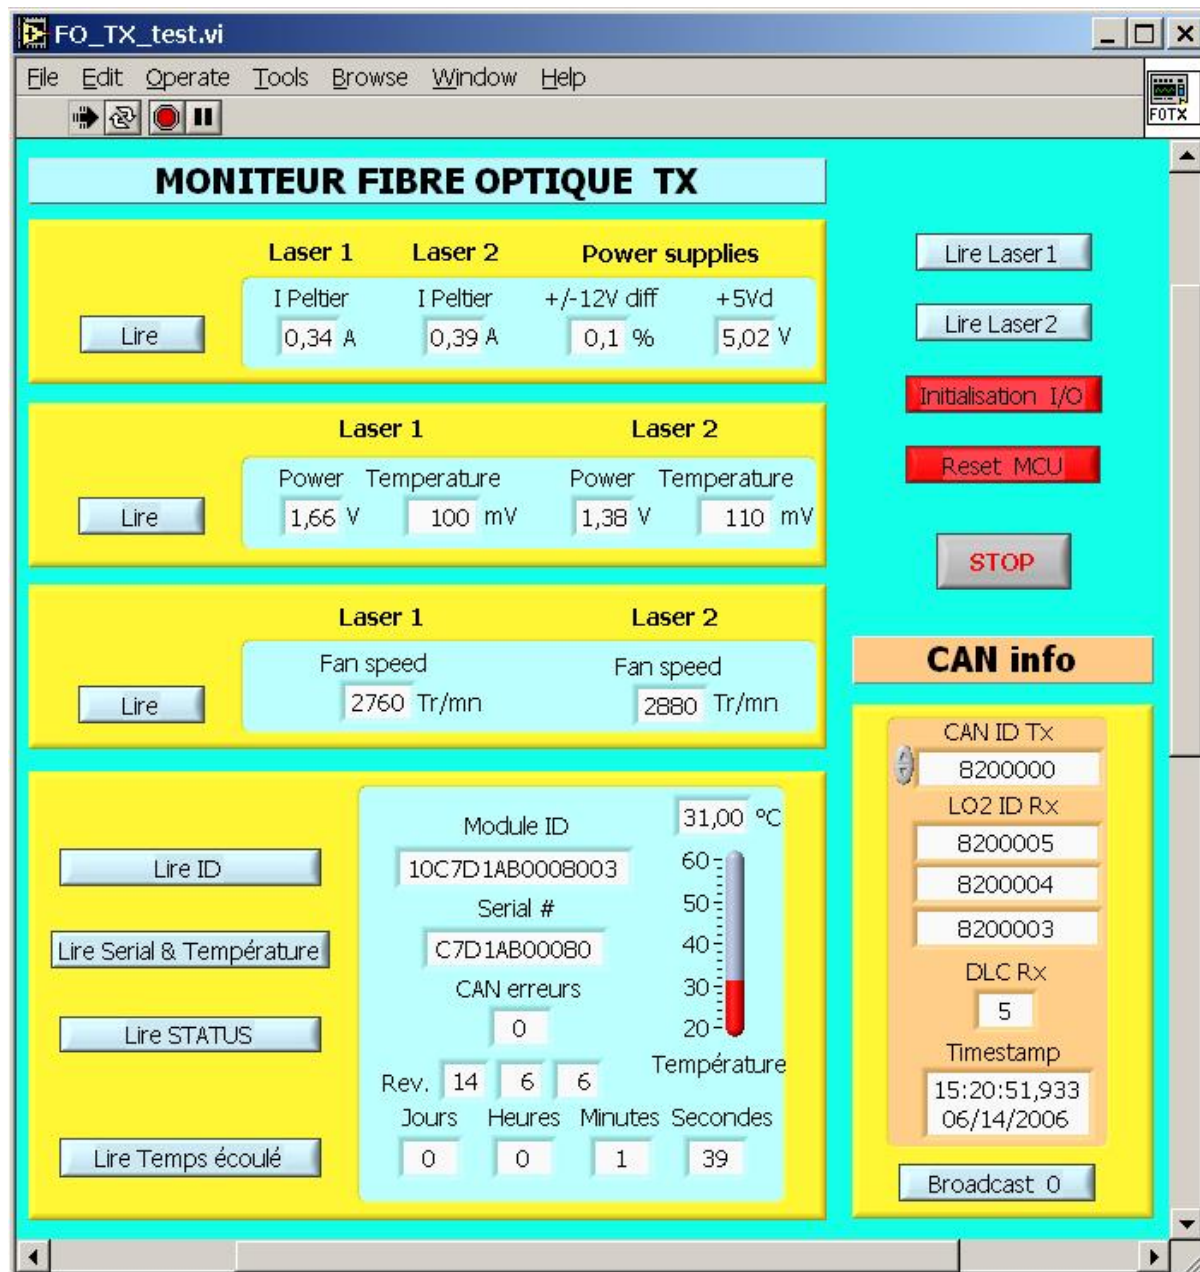 FO_TX_test.vi
File Edit Operate Tools Browse Window Help
FOTX
MONITEUR FIBRE OPTIQUE TX
Laser 1 Laser 2 Power supplies
I Peltier I Peltier +/-12V diff +5Vd
Lire 0,34 A 0,39 A 0,1 % 5,02 V
Laser 1 Laser 2
Power Temperature Power Temperature
Lire 1,66 V 100 mV 1,38 V 110 mV
Laser 1 Laser 2
Fan speed Fan speed
Lire 2760 Tr/mn 2880 Tr/mn
Lire ID
Lire Serial & Température
Lire STATUS
Lire Temps écoulé
Module ID
10C7D1AB0008003
Serial #
C7D1AB00080
CAN erreurs
0
Rev. 14 6 6
Jours Heures Minutes Secondes
0 0 1 39
31,00 °C
60
50
40
30
20
Température
Lire Laser1
Lire Laser2
Initialisation I/O
Reset MCU
STOP
CAN info
CAN ID Tx
8200000
LO2 ID Rx
8200005
8200004
8200003
DLC Rx
5
Timestamp
15:20:51,933
06/14/2006
Broadcast 0